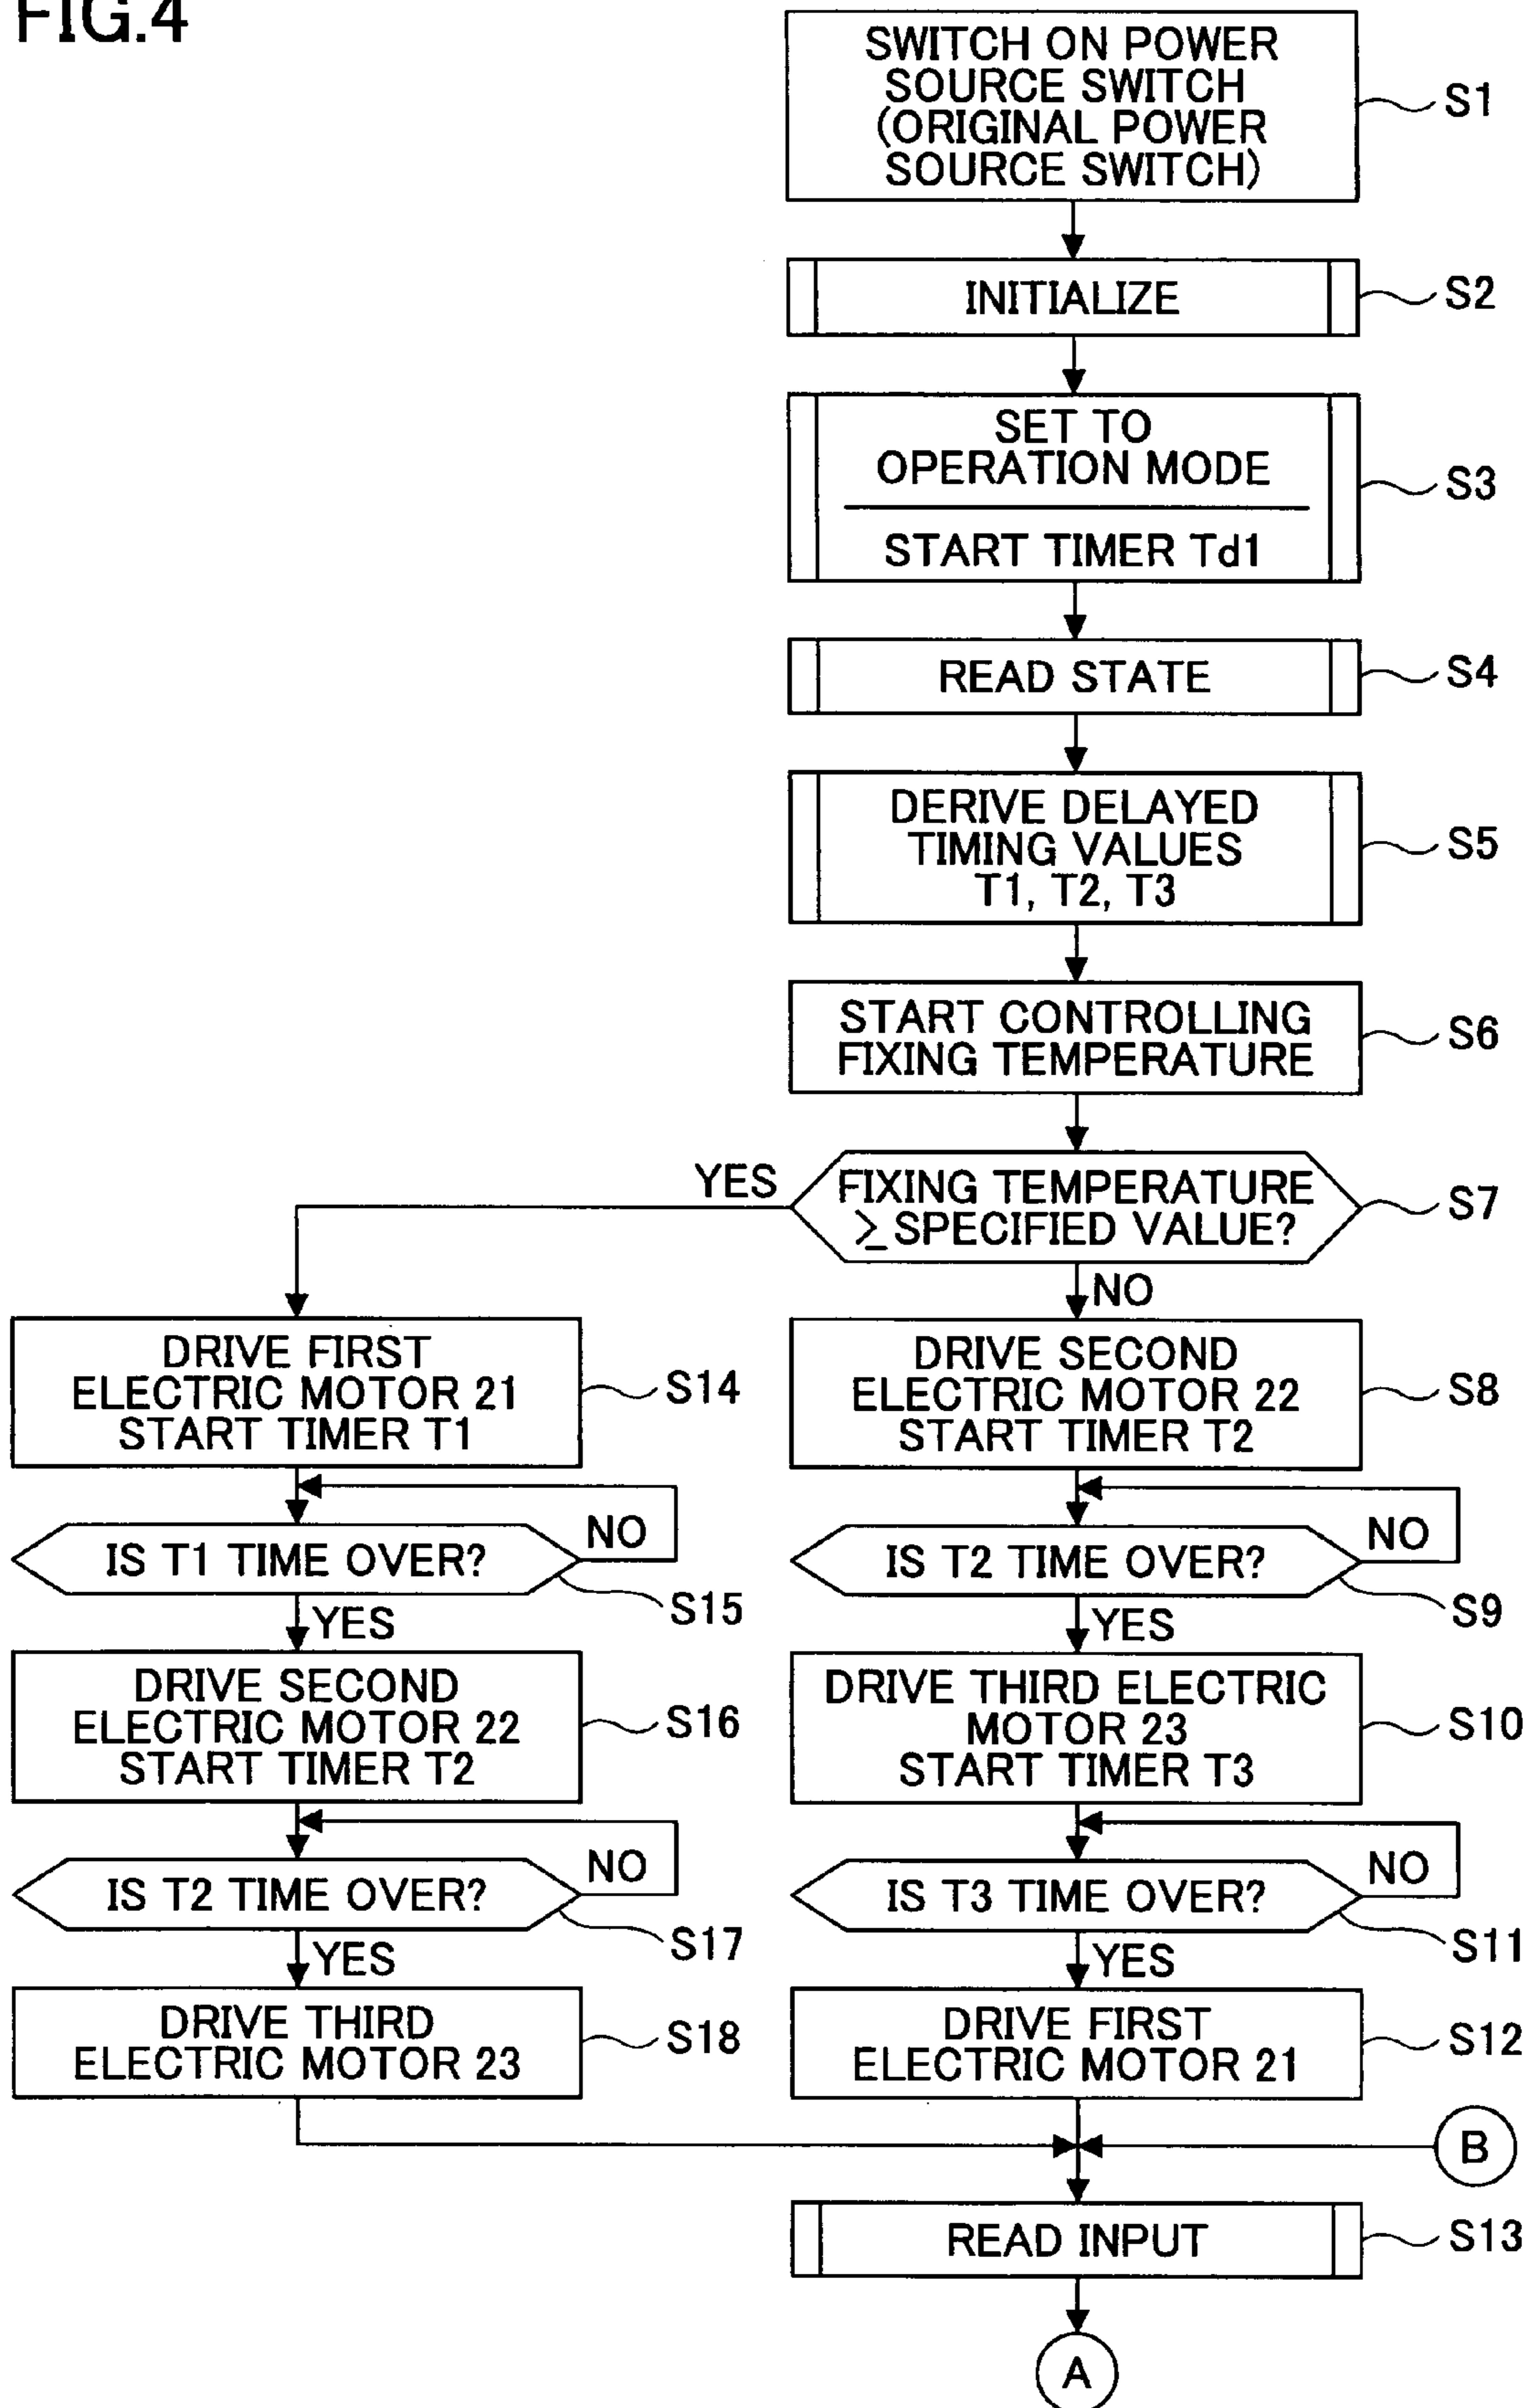 FIG.4
SWITCH ON POWER
SOURCE SWITCH
(ORIGINAL POWER
SOURCE SWITCH)
S1
INITIALIZE
S2
SET TO
OPERATION MODE
START TIMER Td1
S3
READ STATE
S4
DERIVE DELAYED
TIMING VALUES
T1, T2, T3
S5
START CONTROLLING
FIXING TEMPERATURE
S6
YES
FIXING TEMPERATURE
≥ SPECIFIED VALUE?
S7
NO
DRIVE FIRST
ELECTRIC MOTOR 21
START TIMER T1
S14
DRIVE SECOND
ELECTRIC MOTOR 22
START TIMER T2
S8
IS T1 TIME OVER?
NO
S15
YES
IS T2 TIME OVER?
NO
S9
YES
DRIVE SECOND
ELECTRIC MOTOR 22
START TIMER T2
S16
DRIVE THIRD ELECTRIC
MOTOR 23
START TIMER T3
S10
IS T2 TIME OVER?
NO
S17
YES
IS T3 TIME OVER?
NO
S11
YES
DRIVE THIRD
ELECTRIC MOTOR 23
S18
DRIVE FIRST
ELECTRIC MOTOR 21
S12
B
READ INPUT
S13
A